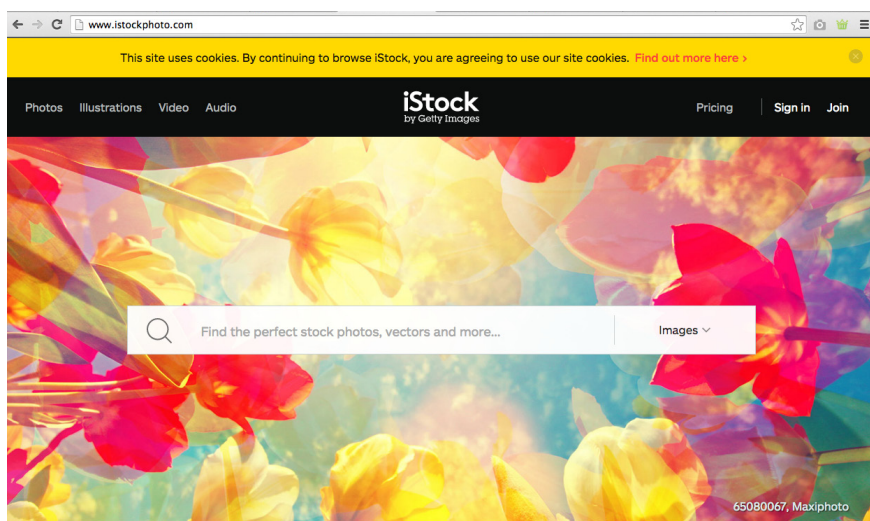 www.istockphoto.com
This site uses cookies. By continuing to browse iStock, you are agreeing to use our site cookies. Find out more here >
Photos Illustrations Video Audio iStock Pricing Sign in Join
by Getty Images
Find the perfect stock photos, vectors and more... Images
65080067, Maxiphoto